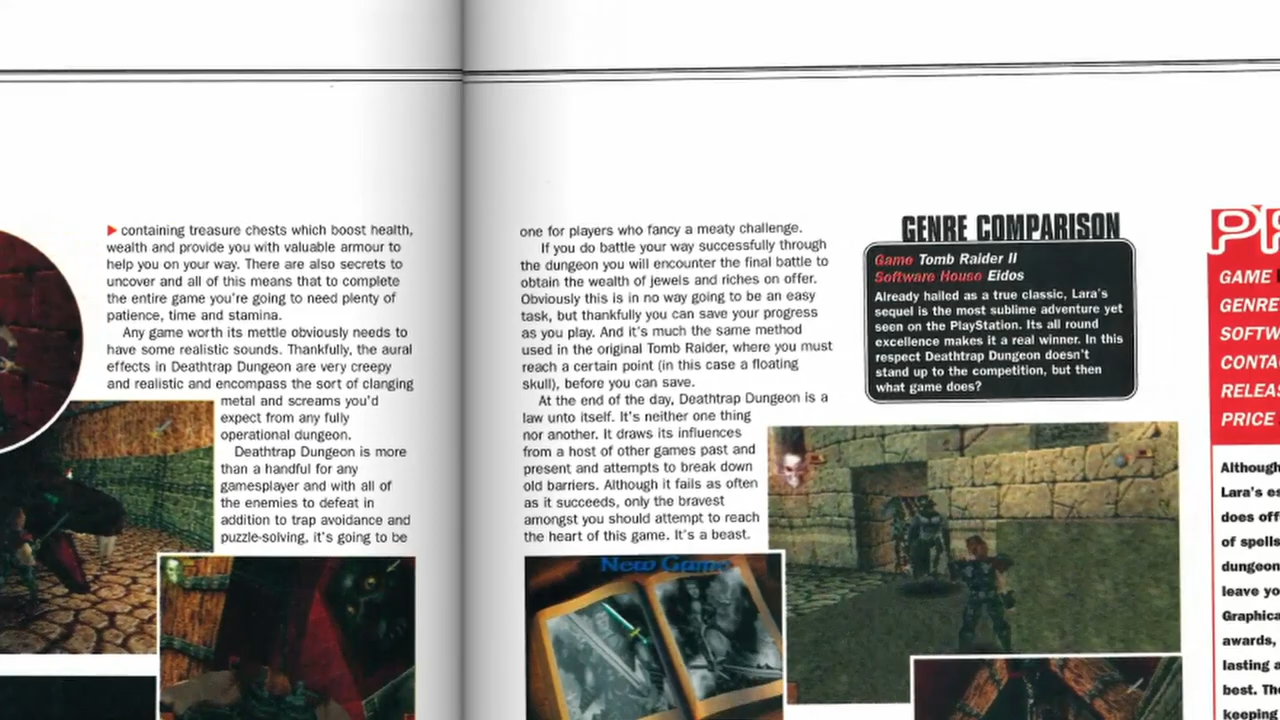 containing treasure chests which boost health,
wealth and provide you with valuable armour to
help you on your way. There are also secrets to
uncover and all of this means that to complete
the entire game you're going to need plenty of
patience, time and stamina.
Any game worth its mettle obviously needs to
have some realistic sounds. Thankfully, the aural
effects in Deathtrap Dungeon are very creepy
and realistic and encompass the sort of clanging
metal and screams you'd
expect from any fully
operational dungeon.
Deathtrap Dungeon is more
than a handful for any
gamesplayer and with all of
the enemies to defeat in
addition to trap avoidance and
puzzle-solving, it's going to be
one for players who fancy a meaty challenge.
If you do battle your way successfully through
the dungeon you will encounter the final battle to
obtain the wealth of jewels and riches on offer.
Obviously this is in no way going to be an easy
task, but thankfully you can save your progress
as you play. And it's much the same method
used in the original Tomb Raider, where you must
reach a certain point (in this case a floating
skull), before you can save.
At the end of the day, Deathtrap Dungeon is a
law unto itself. It's neither one thing
nor another. It draws its influences
from a host of other games past and
present and attempts to break down
old barriers. Although it fails as often
as it succeeds, only the bravest
amongst you should attempt to reach
the heart of this game. It's a beast.
New Game
GENRE COMPARISON
Game Tomb Raider II
Software House Eidos
Already hailed as a true classic, Lara's
sequel is the most sublime adventure yet
seen on the PlayStation. Its all round
excellence makes it a real winner. In this
respect Deathtrap Dungeon doesn't
stand up to the competition, but then
what game does?
GAME
GENRE
SOFTW
CONTA
RELEAS
PRICE
Although
Lara's es
does off
of spells
dungeon
leave yo
Graphica
awards,
lasting a
best. The
keeping